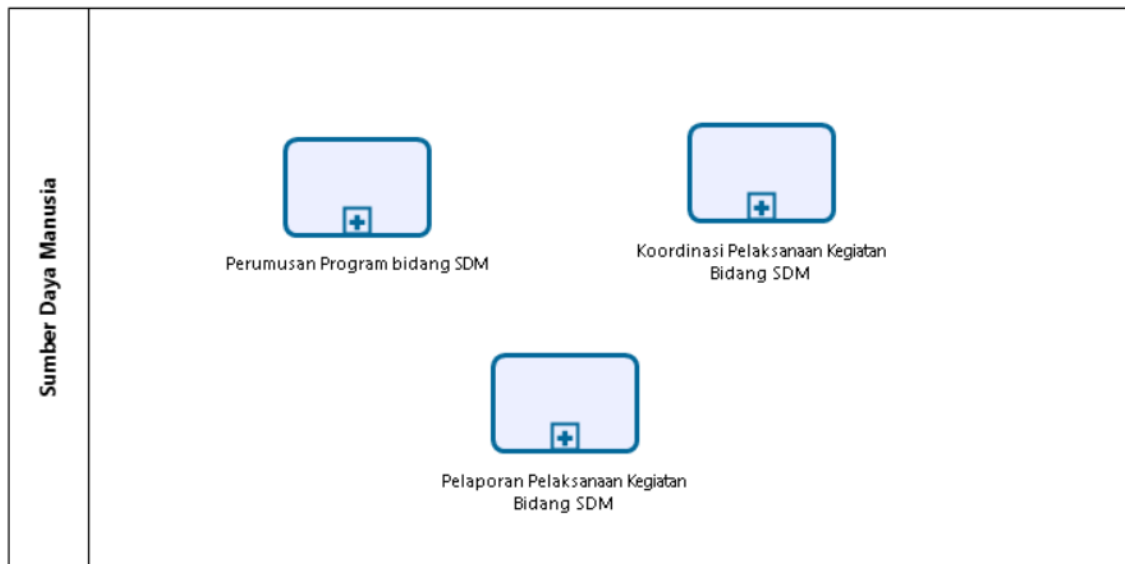 Sumber Daya Manusia
Perumusan Program bidang SDM
Koordinasi Pelaksanaan Kegiatan
Bidang SDM
Pelaporan Pelaksanaan Kegiatan
Bidang SDM